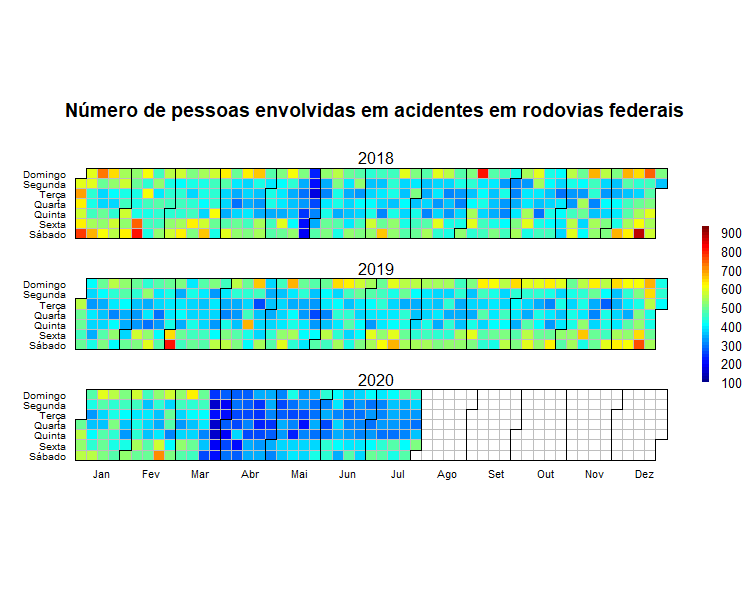 Número de pessoas envolvidas em acidentes em rodovias federais
2018
Domingo
Segunda
Terça
Quarta
Quinta
Sexta
Sábado
2019
Domingo
Segunda
Terça
Quarta
Quinta
Sexta
Sábado
2020
Domingo
Segunda
Terça
Quarta
Quinta
Sexta
Sábado
Jan Fev Mar Abr Mai Jun Jul Ago Set Out Nov Dez
900
800
700
600
500
400
300
200
100